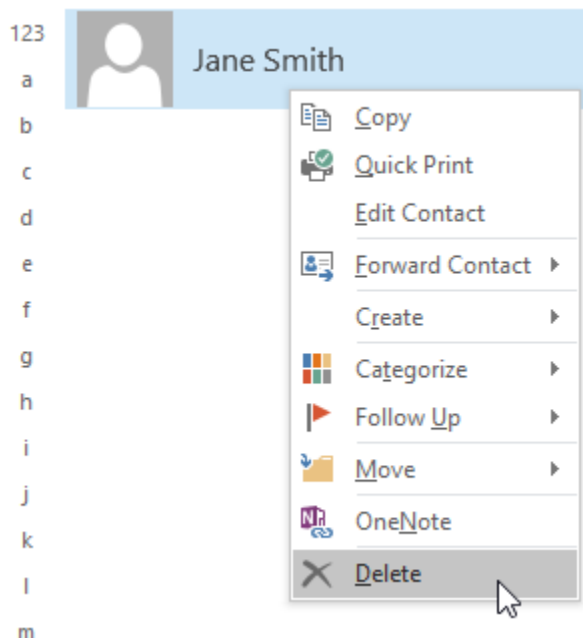 123
a
b
c
d
e
f
g
h
i
j
k
l
m
Jane Smith
Copy
Quick Print
Edit Contact
Forward Contact
Create
Categorize
Follow Up
Move
OneNote
Delete